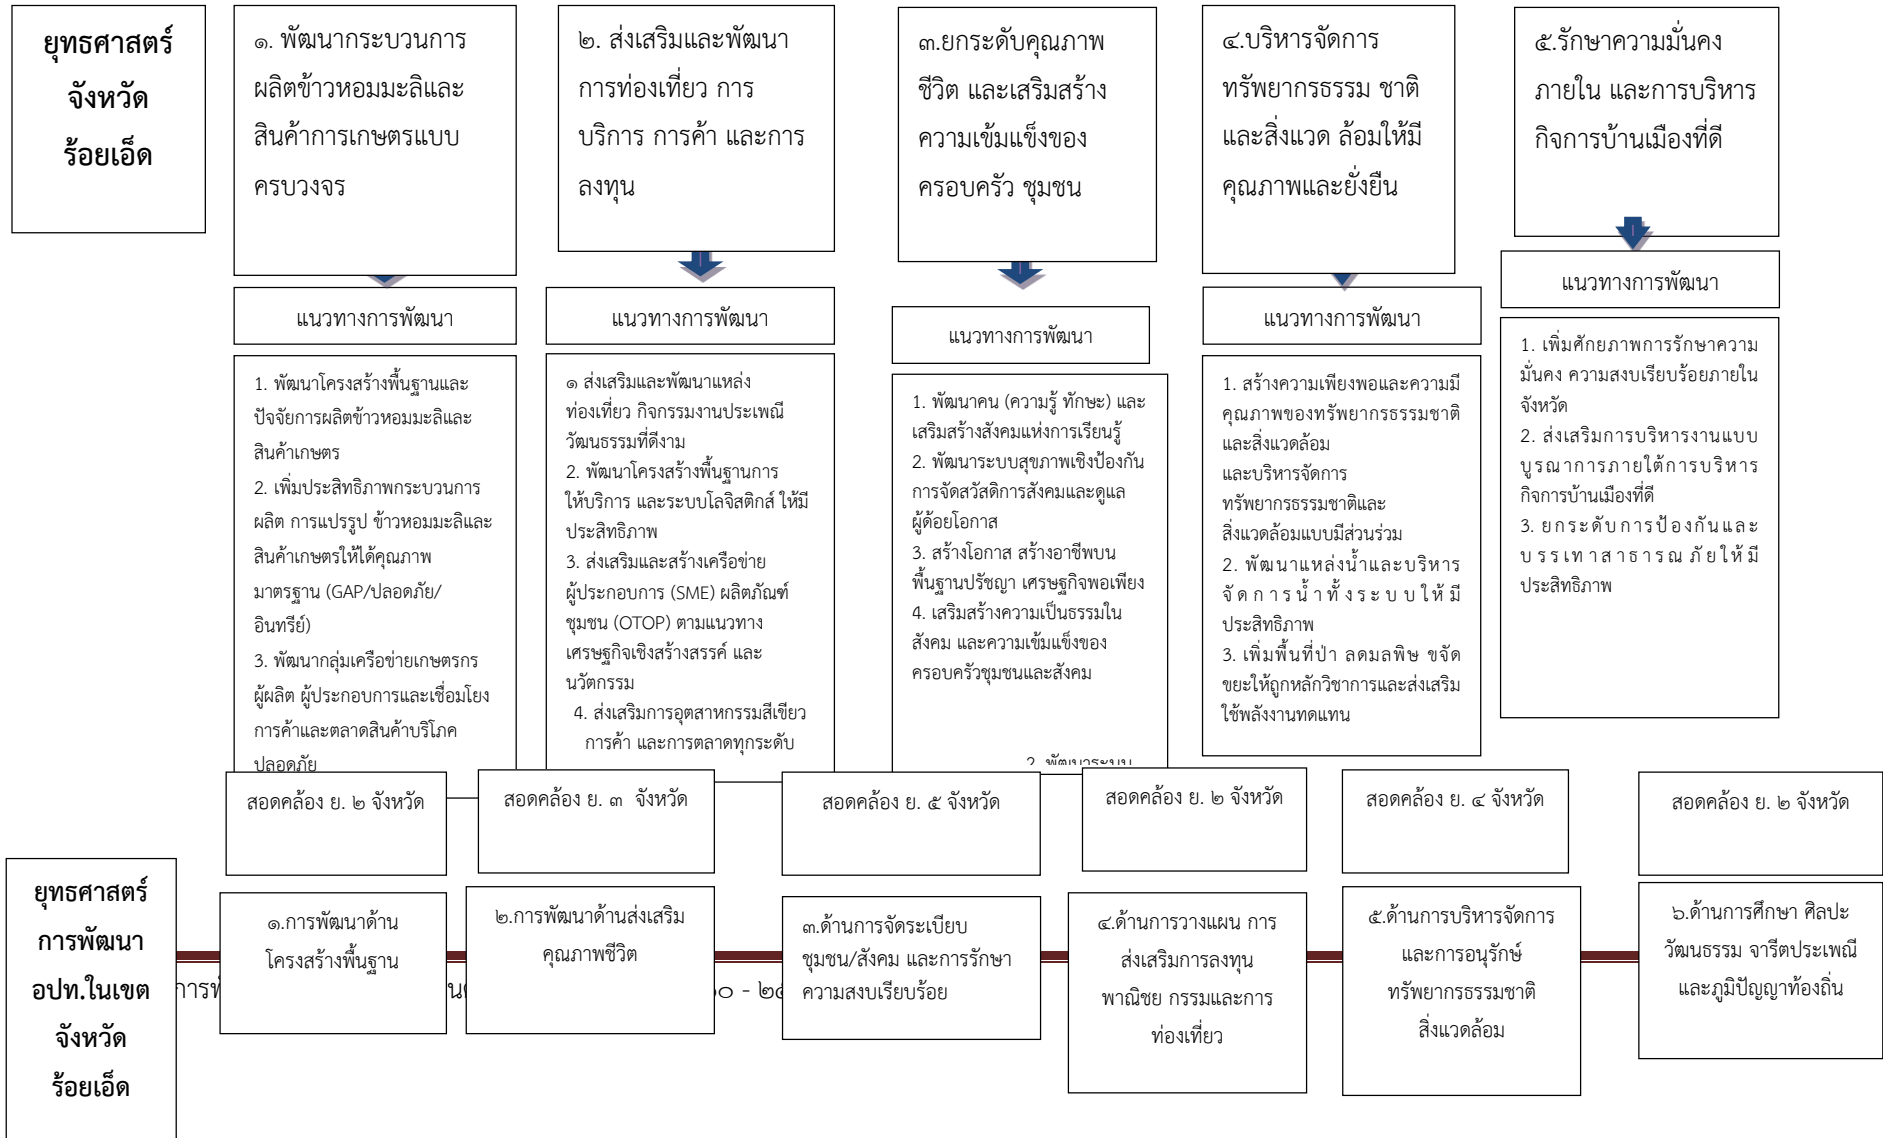 ยุทธศาสตร์
จังหวัด
ร้อยเอ็ด
๑. พัฒนากระบวนการ
ผลิตข้าวหอมมะลิและ
สินค้าการเกษตรแบบ
ครบวงจร
๒. ส่งเสริมและพัฒนา
การท่องเที่ยว การ
บริการ การค้า และการ
ลงทุน
๓.ยกระดับคุณภาพ
ชีวิต และเสริมสร้าง
ความเข้มแข็งของ
ครอบครัว ชุมชน
๔.บริหารจัดการ
ทรัพยากรธรรม ชาติ
และสิ่งแวด ล้อมให้มี
คุณภาพและยั่งยืน
๕.รักษาความมั่นคง
ภายใน และการบริหาร
กิจการบ้านเมืองที่ดี
แนวทางการพัฒนา
แนวทางการพัฒนา
แนวทางการพัฒนา
แนวทางการพัฒนา
แนวทางการพัฒนา
1. พัฒนาโครงสร้างพื้นฐานและ
ปัจจัยการผลิตข้าวหอมมะลิและ
สินค้าเกษตร
2. เพิ่มประสิทธิภาพกระบวนการ
ผลิต การแปรรูป ข้าวหอมมะลิและ
สินค้าเกษตรให้ได้คุณภาพ
มาตรฐาน (GAP/ปลอดภัย/
อินทรีย์)
3. พัฒนากลุ่มเครือข่ายเกษตรกร
ผู้ผลิต ผู้ประกอบการและเชื่อมโยง
การค้าและตลาดสินค้าบริโภค
ปลอดภัย
๑ ส่งเสริมและพัฒนาแหล่ง
ท่องเที่ยว กิจกรรมงานประเพณี
วัฒนธรรมที่ดีงาม
2. พัฒนาโครงสร้างพื้นฐานการ
ให้บริการ และระบบโลจิสติกส์ ให้มี
ประสิทธิภาพ
3. ส่งเสริมและสร้างเครือข่าย
ผู้ประกอบการ (SME) ผลิตภัณฑ์
ชุมชน (OTOP) ตามแนวทาง
เศรษฐกิจเชิงสร้างสรรค์ และ
นวัตกรรม
4. ส่งเสริมการอุตสาหกรรมสีเขียว
การค้า และการตลาดทุกระดับ
1. พัฒนาคน (ความรู้ ทักษะ) และ
เสริมสร้างสังคมแห่งการเรียนรู้
2. พัฒนาระบบสุขภาพเชิงป้องกัน
การจัดสวัสดิการสังคมและดูแล
ผู้ด้อยโอกาส
3. สร้างโอกาส สร้างอาชีพบน
พื้นฐานปรัชญา เศรษฐกิจพอเพียง
4. เสริมสร้างความเป็นธรรมใน
สังคม และความเข้มแข็งของ
ครอบครัวชุมชนและสังคม
2. พัฒนาระบบ
1. สร้างความเพียงพอและความมี
คุณภาพของทรัพยากรธรรมชาติ
และสิ่งแวดล้อม
และบริหารจัดการ
ทรัพยากรธรรมชาติและ
สิ่งแวดล้อมแบบมีส่วนร่วม
2. พัฒนาแหล่งน้ำและบริหาร
จัดการน้ำทั้งระบบให้มี
ประสิทธิภาพ
3. เพิ่มพื้นที่ป่า ลดมลพิษ ขจัด
ขยะให้ถูกหลักวิชาการและส่งเสริม
ใช้พลังงานทดแทน
1. เพิ่มศักยภาพการรักษาความ
มั่นคง ความสงบเรียบร้อยภายใน
จังหวัด
2. ส่งเสริมการบริหารงานแบบ
บูรณาการภายใต้การบริหาร
กิจการบ้านเมืองที่ดี
3. ยกระดับการป้องกันและ
บรรเทาสาธารณภัยให้มี
ประสิทธิภาพ
สอดคล้อง ย. ๒ จังหวัด
สอดคล้อง ย. ๓ จังหวัด
สอดคล้อง ย. ๕ จังหวัด
สอดคล้อง ย. ๒ จังหวัด
สอดคล้อง ย. ๔ จังหวัด
สอดคล้อง ย. ๒ จังหวัด
ยุทธศาสตร์
การพัฒนา
อปท.ในเขต
จังหวัด
ร้อยเอ็ด
๑.การพัฒนาด้าน
โครงสร้างพื้นฐาน
๒.การพัฒนาด้านส่งเสริม
คุณภาพชีวิต
๓.ด้านการจัดระเบียบ
ชุมชน/สังคม และการรักษา
ความสงบเรียบร้อย
๔.ด้านการวางแผน การ
ส่งเสริมการลงทุน
พาณิชย กรรมและการ
ท่องเที่ยว
๕.ด้านการบริหารจัดการ
และการอนุรักษ์
ทรัพยากรธรรมชาติ
สิ่งแวดล้อม
๖.ด้านการศึกษา ศิลปะ
วัฒนธรรม จารีตประเพณี
และภูมิปัญญาท้องถิ่น